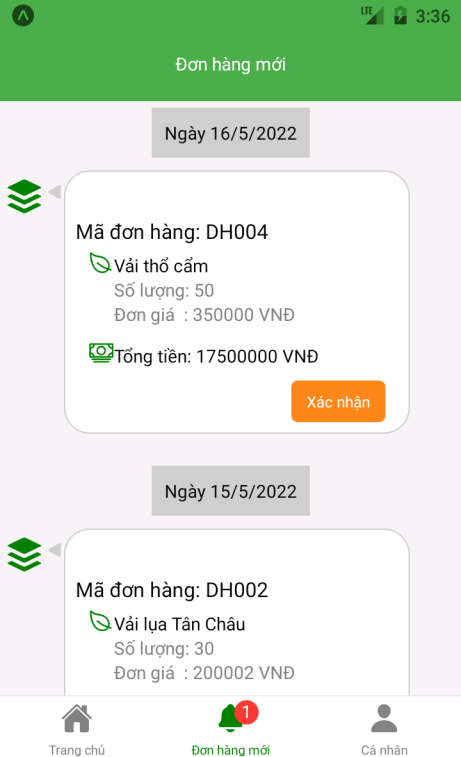 LTE 3:36
Đơn hàng mới
Ngày 16/5/2022
Mã đơn hàng: DH004
Vải thổ cẩm
Số lượng: 50
Đơn giá : 350000 VNĐ
Tổng tiền: 17500000 VNĐ
Xác nhận
Ngày 15/5/2022
Mã đơn hàng: DH002
Vải lụa Tân Châu
Số lượng: 30
Đơn giá : 200002 VNĐ
1
Trang chủ Đơn hàng mới Cá nhân